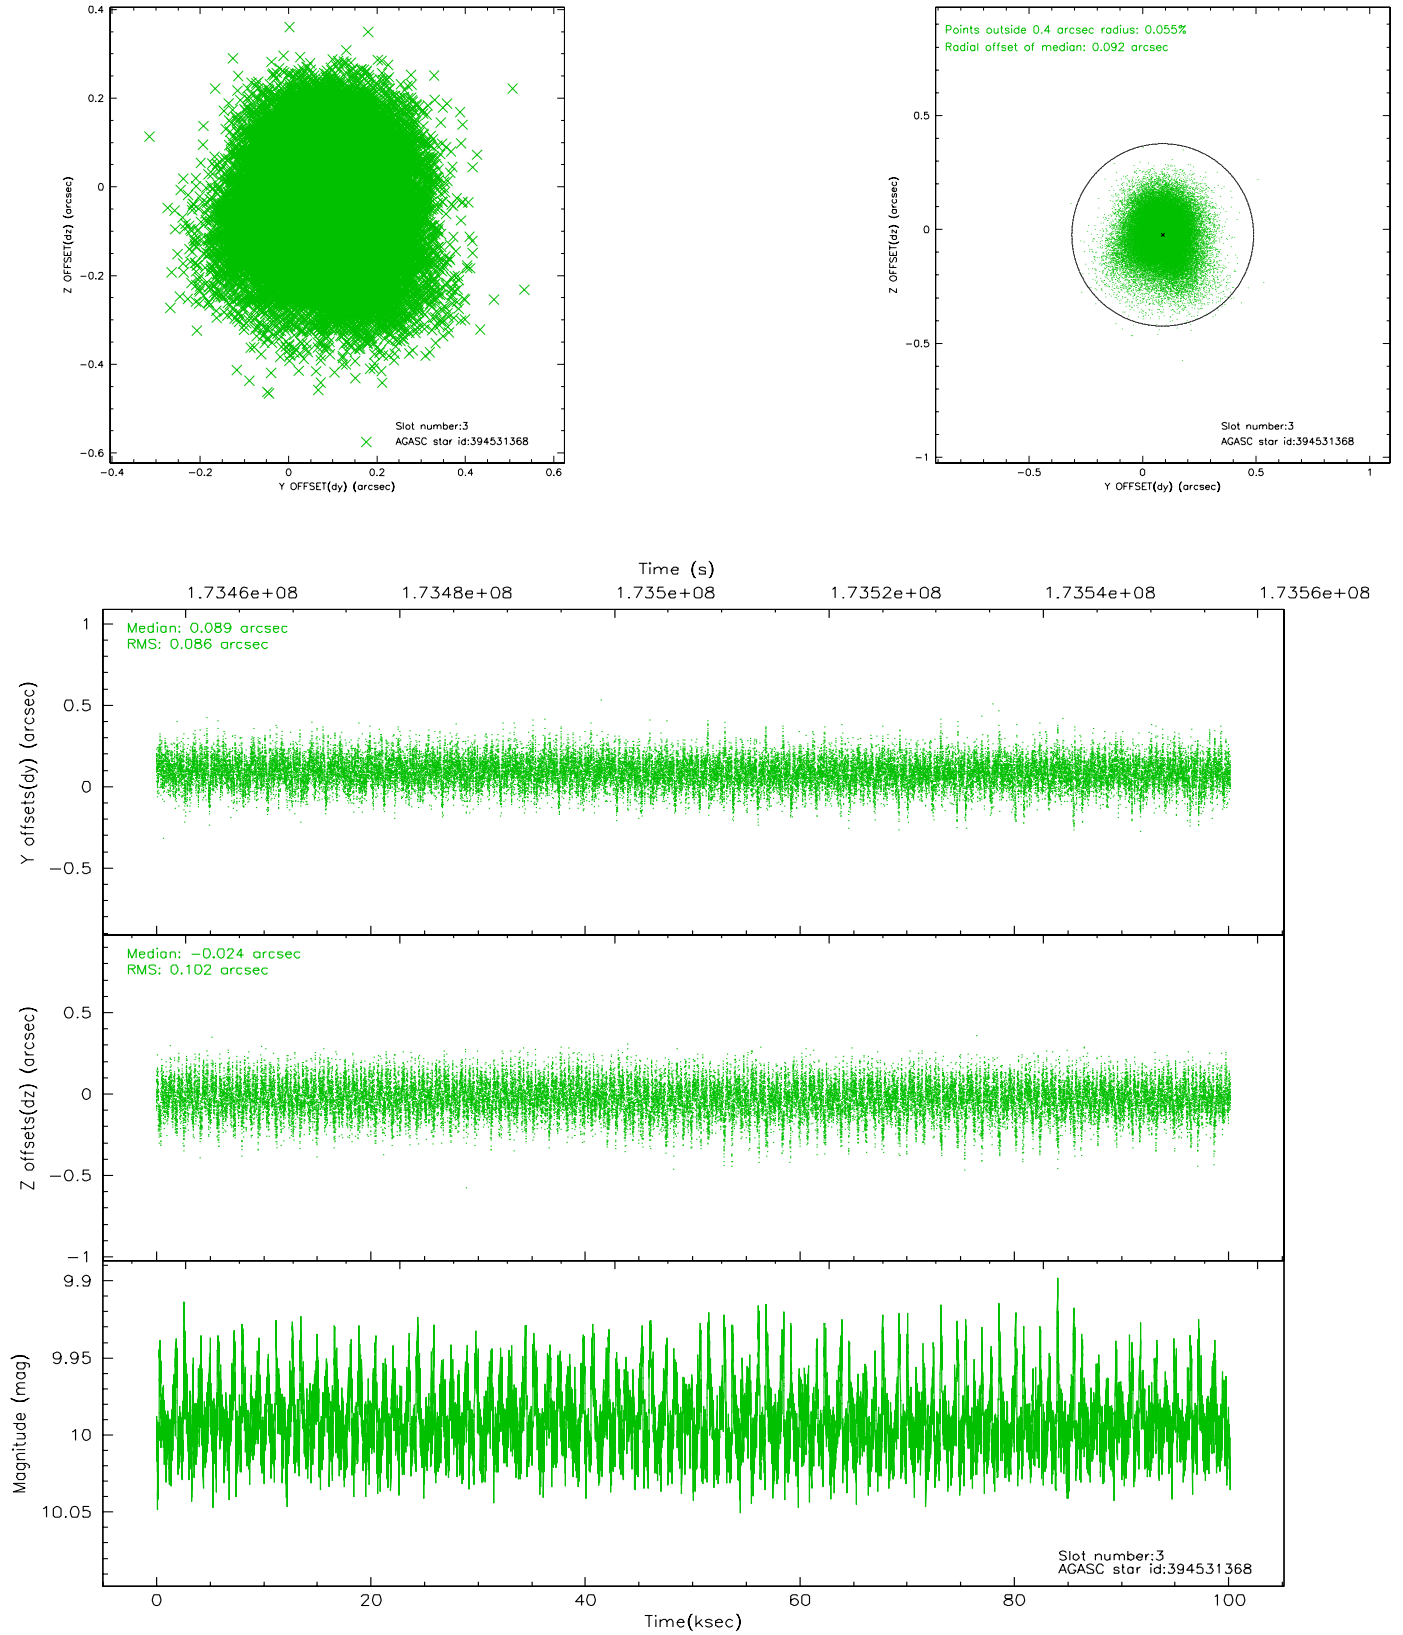 0.4
0.2
0
−0.2
−0.4
−0.6
Z OFFSET(dz) (arcsec)
Slot number:3
AGASC star id:394531368
−0.4 −0.2 0 0.2 0.4 0.6
Y OFFSET(dy) (arcsec)
Points outside 0.4 arcsec radius: 0.055%
Radial offset of median: 0.092 arcsec
0.5
0
−0.5
−1
Z OFFSET(dz) (arcsec)
Slot number:3
AGASC star id:394531368
−0.5 0 0.5 1
Y OFFSET(dy) (arcsec)
Time (s)
1.7346e+08 1.7348e+08 1.735e+08 1.7352e+08 1.7354e+08 1.7356e+08
Median: 0.089 arcsec
RMS: 0.086 arcsec
1
0.5
0
−0.5
Y offsets(dy) (arcsec)
Median: −0.024 arcsec
RMS: 0.102 arcsec
0.5
0
−0.5
−1
Z offsets(dz) (arcsec)
9.9
9.95
10
10.05
Magnitude (mag)
Slot number:3
AGASC star id:394531368
0 20 40 60 80 100
Time(ksec)